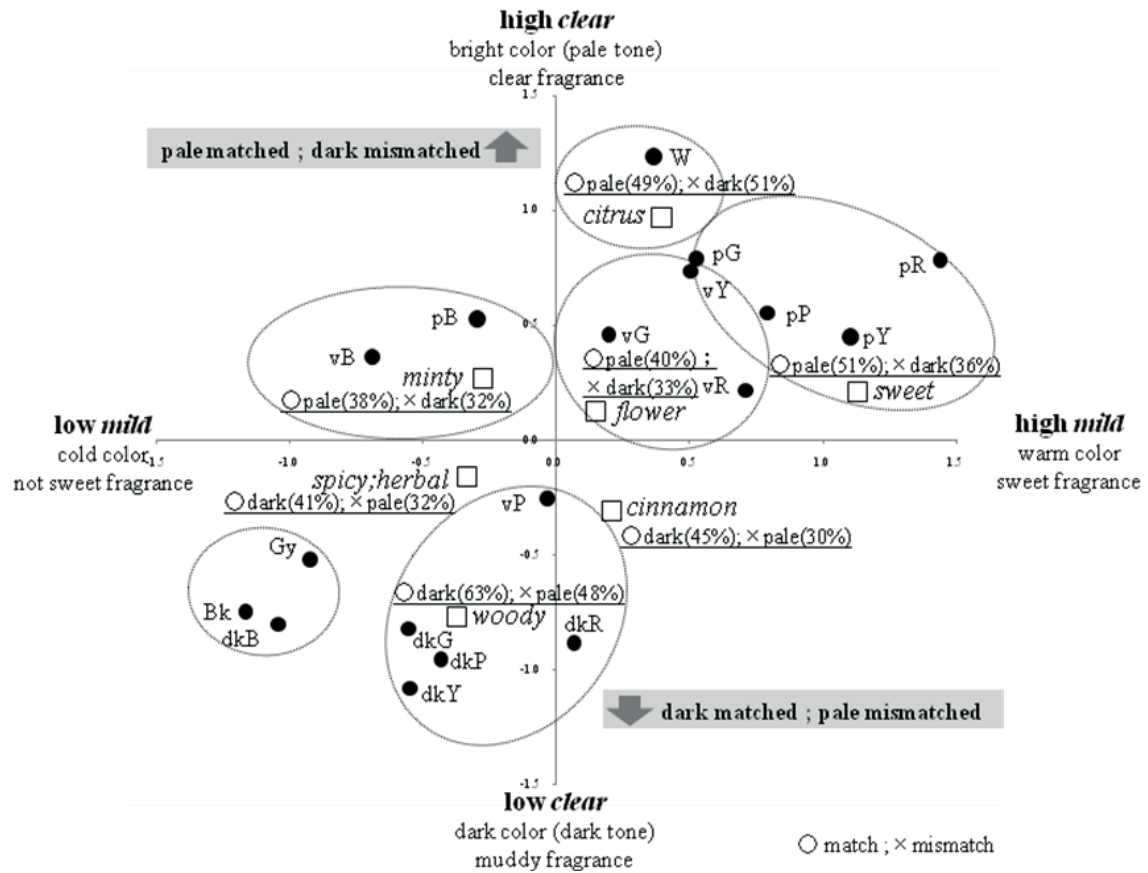 high clear
bright color (pale tone)
clear fragrance
1.5
pale matched ; dark mismatched
W
○pale(49%); ×dark(51%)
citrus
1.0
pG
pR
vY
pP
pB
0.5
vG
pY
vB
○pale(40%) ;
○pale(51%); ×dark(36%)
minty
× dark(33%)
vR
sweet
○pale(38%); ×dark(32%)
flower
low mild
high mild
cold color,
not sweet fragrance
warm color
sweet fragrance
-1.5
-1.0
-0.5
0.0
0.0
0.5
1.0
1.5
spicy;herbal
○dark(41%); ×pale(32%)
vP
cinnamon
○dark(45%); ×pale(30%)
Gy
-0.5
○dark(63%); ×pale(48%)
Bk
woody
dkB
dkG
dkR
dkP
-1.0
dkY
dark matched ; pale mismatched
-1.5
low clear
dark color (dark tone)
muddy fragrance
○ match ; × mismatch